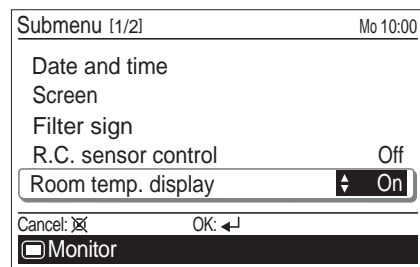 Submenu [1/2] Mo 10:00
Date and time
Screen
Filter sign
R.C. sensor control Off
Room temp. display On
Cancel: OK:
Monitor